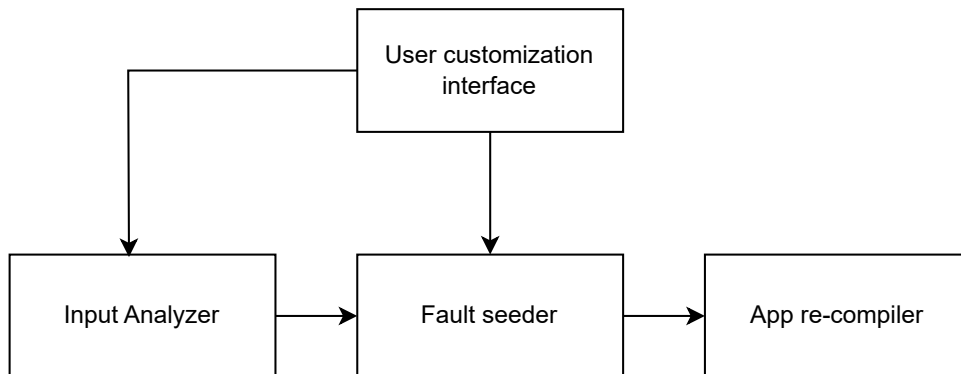 User customization
interface
Input Analyzer
Fault seeder
App re-compiler